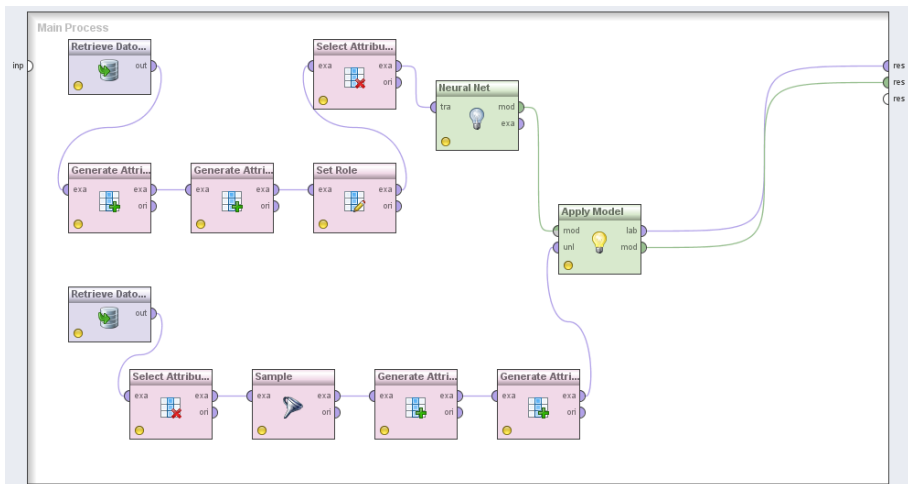 Main Process
Retrieve Dato...
out
inp
Select Attribu...
exa exa
ori
Neural Net
tra mod
exa
res
res
res
Generate Attri...
exa exa
ori
Generate Attri...
exa exa
ori
Set Role
exa exa
ori
Apply Model
mod lab
unl mod
Retrieve Dato...
out
Select Attribu...
exa exa
ori
Sample
exa exa
ori
Generate Attri...
exa exa
ori
Generate Attri...
exa exa
ori